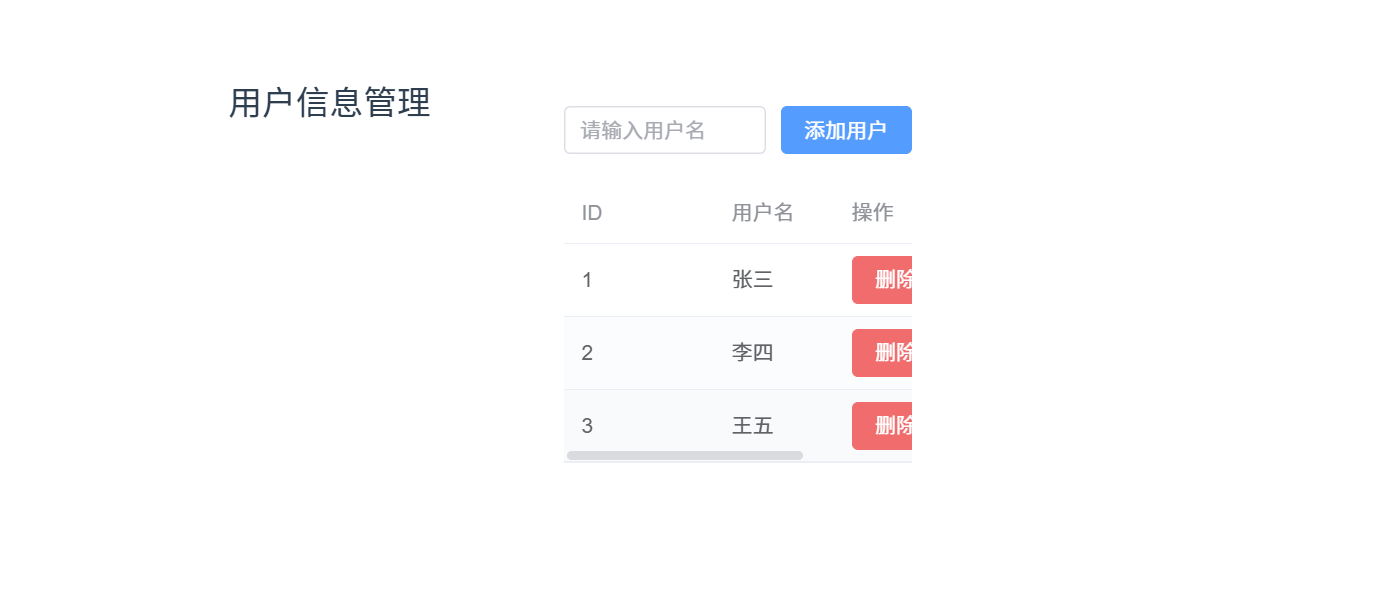 用户信息管理
请输入用户名 添加用户
ID 用户名 操作
1 张三 删除
2 李四 删除
3 王五 删除